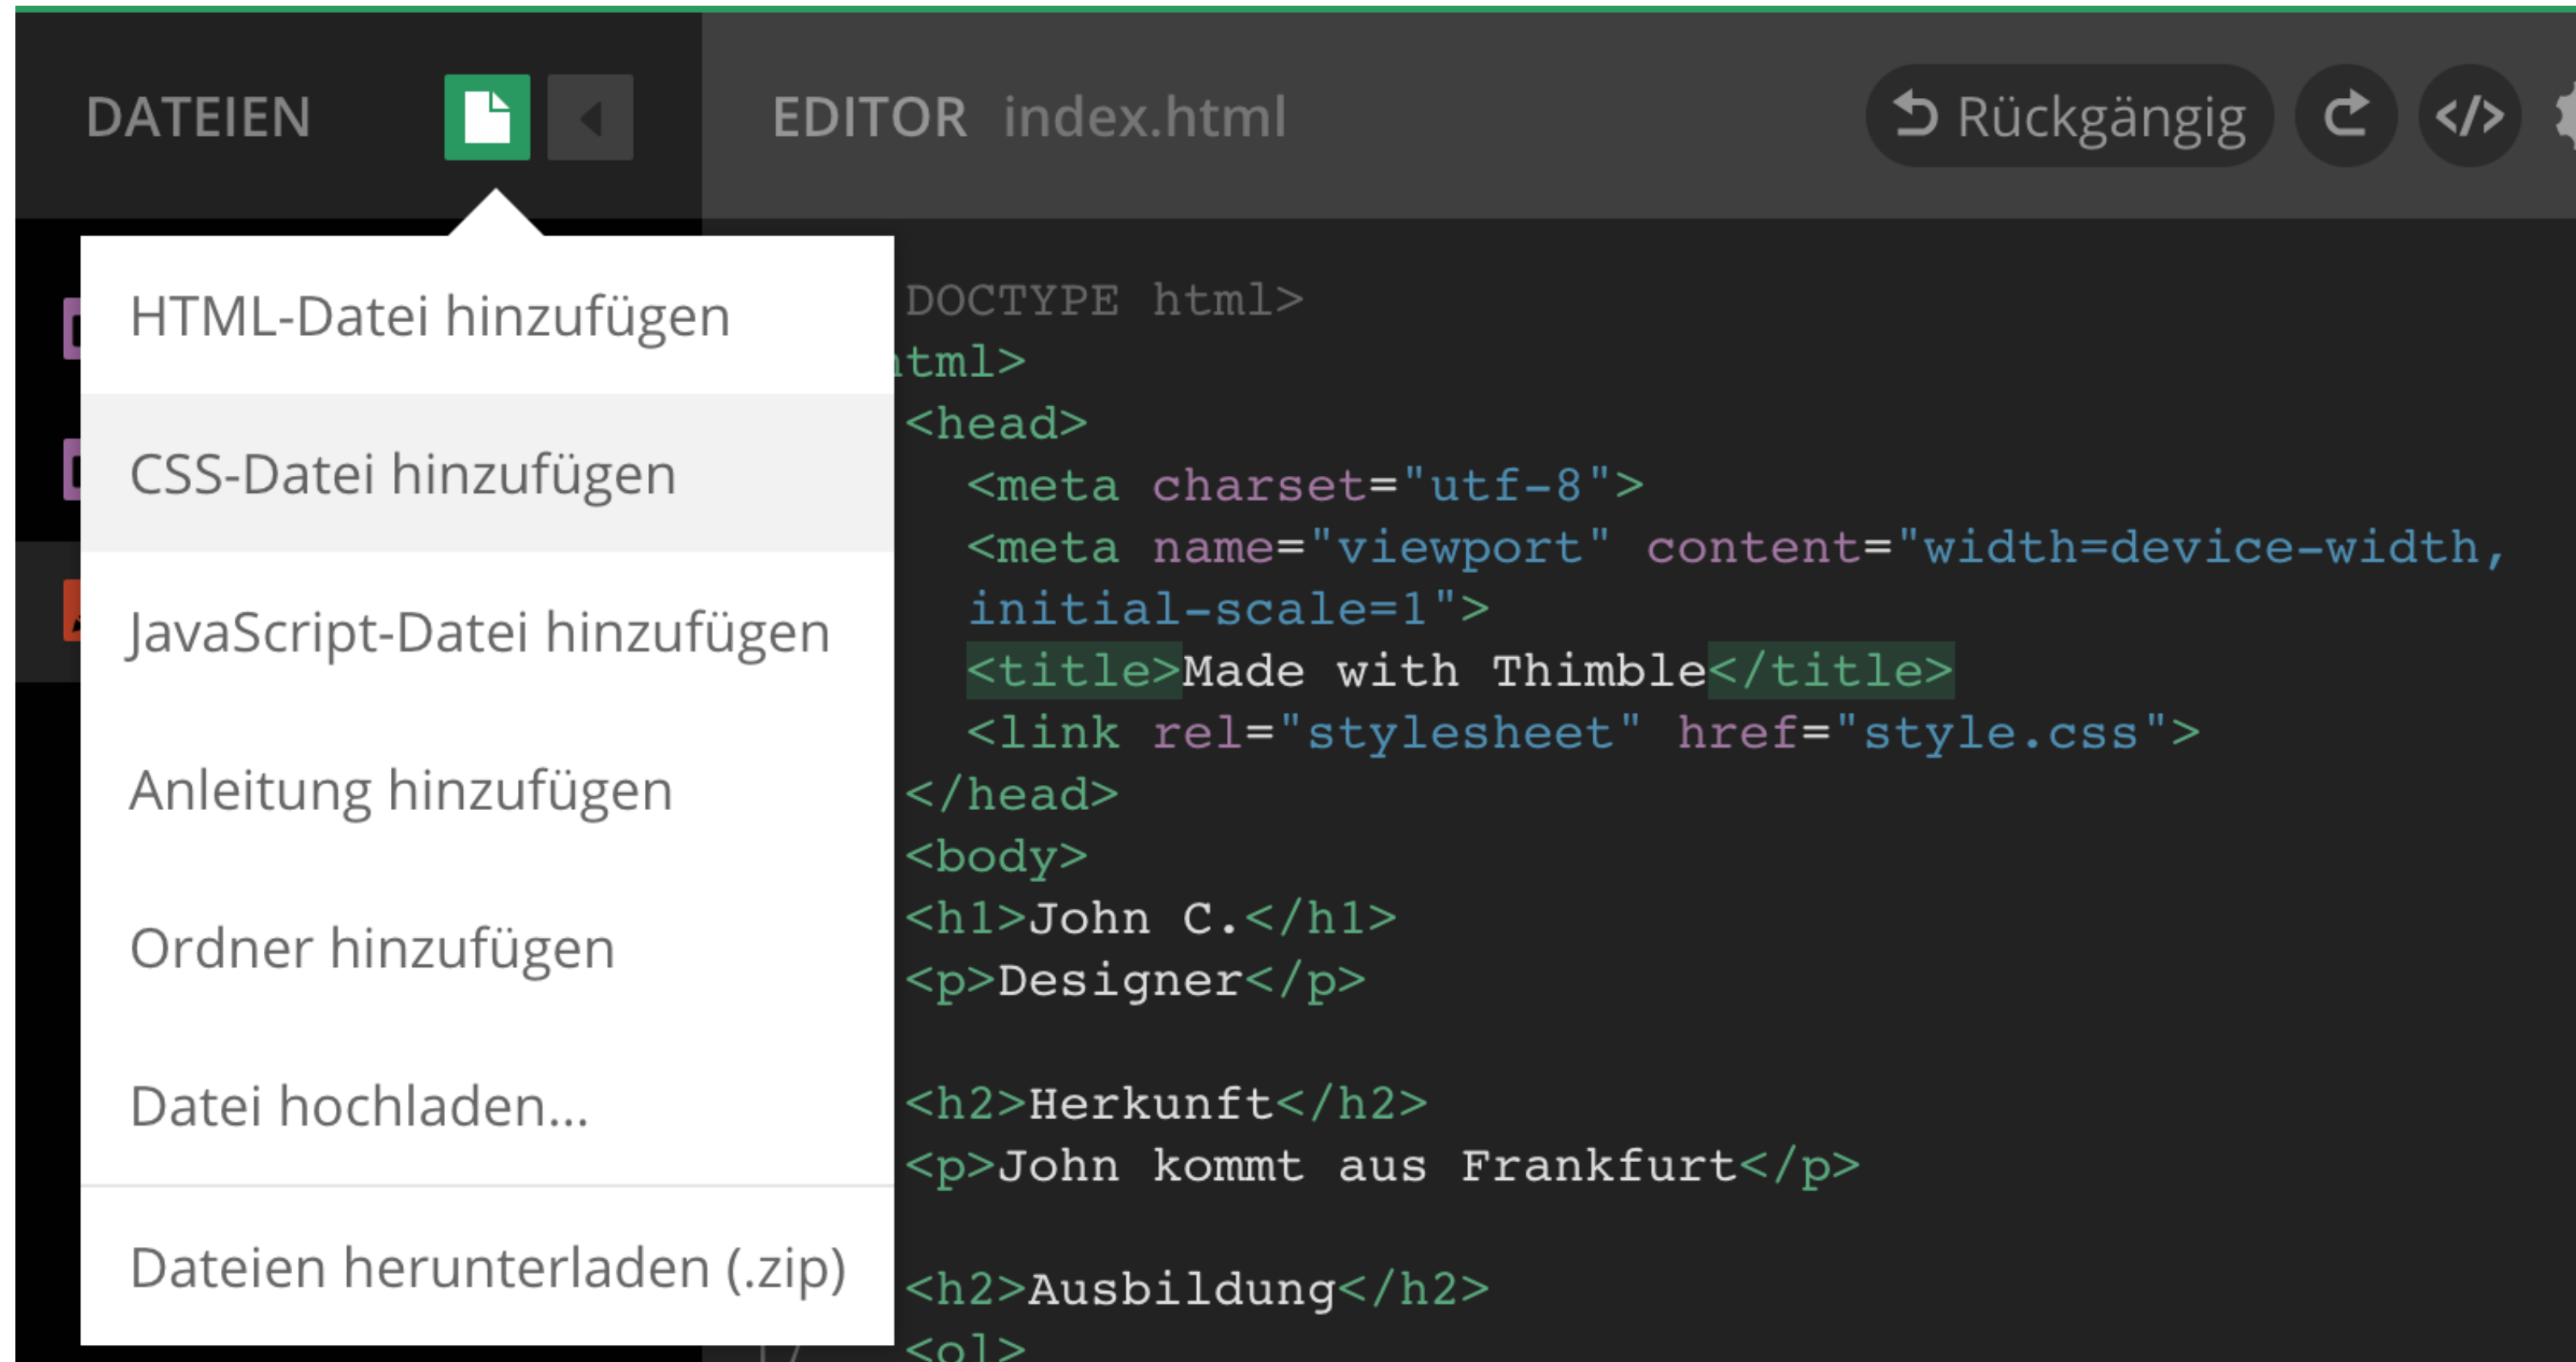 DATEIEN
EDITOR index.html
Rückgängig
</>
HTML-Datei hinzufügen
CSS-Datei hinzufügen
JavaScript-Datei hinzufügen
Anleitung hinzufügen
Ordner hinzufügen
Datei hochladen...
Dateien herunterladen (.zip)
DOCTYPE html>
tml>
<head>
<meta charset="utf-8">
<meta name="viewport" content="width=device-width,
initial-scale=1">
<title>Made with Thimble</title>
<link rel="stylesheet" href="style.css">
</head>
<body>
<h1>John C.</h1>
<p>Designer</p>
<h2>Herkunft</h2>
<p>John kommt aus Frankfurt</p>
<h2>Ausbildung</h2>
<ol>